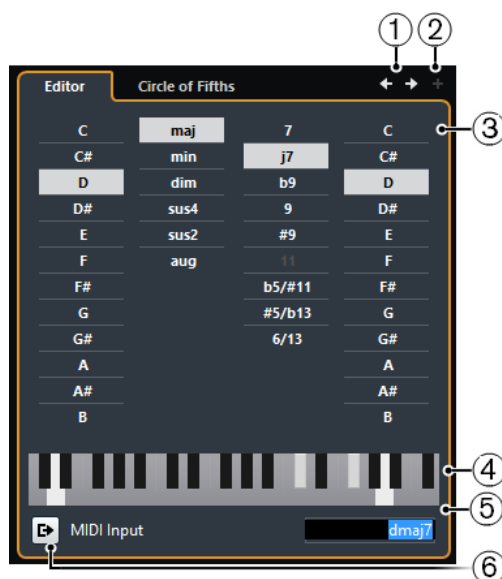 ① ②
Editor Circle of Fifths
C maj 7 C ③
C# min j7 C#
D dim b9 D
D# sus4 9 D#
E sus2 #9 E
F aug 11 F
F# b5/#11 F#
G #5/b13 G
G# 6/13 G#
A A
A# A#
B B
④
⑤
MIDI Input dmaj7
⑥